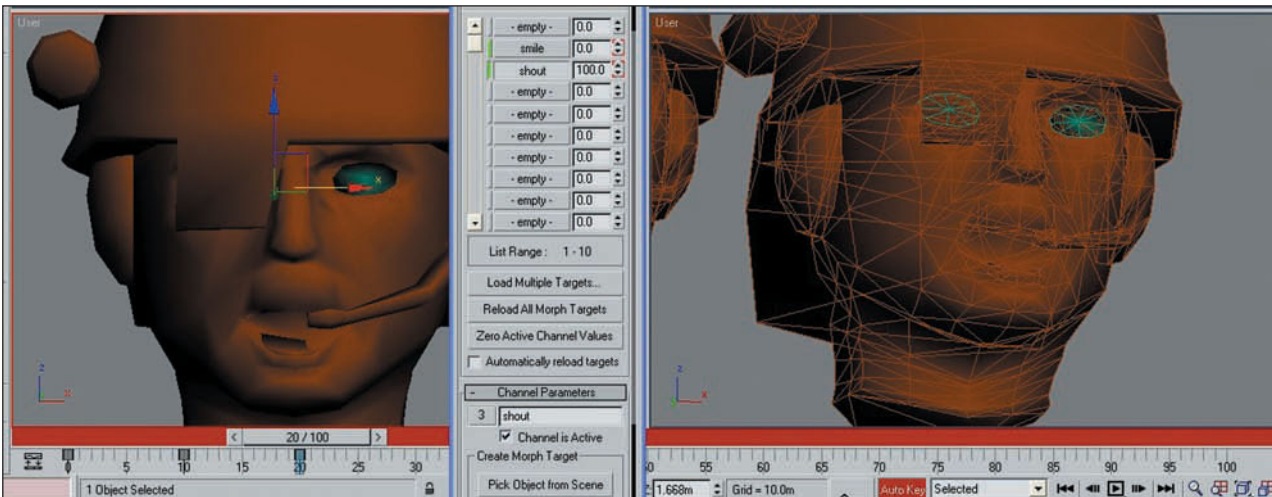 User
z
x
x
z
20 / 100
0
5
10
15
20
25
30
1 Object Selected
- empty -
0.0
smile
0.0
shout
100.0
- empty -
0.0
- empty -
0.0
- empty -
0.0
- empty -
0.0
- empty -
0.0
- empty -
0.0
- empty -
0.0
List Range : 1 - 10
Load Multiple Targets...
Reload All Morph Targets
Zero Active Channel Values
Automatically reload targets
- Channel Parameters
3
shout
Channel is Active
Create Morph Target
Pick Object from Scene
User
z
x
55
60
65
70
75
80
85
90
95
100
1.668m
Grid = 10.0m
Auto Key
Selected